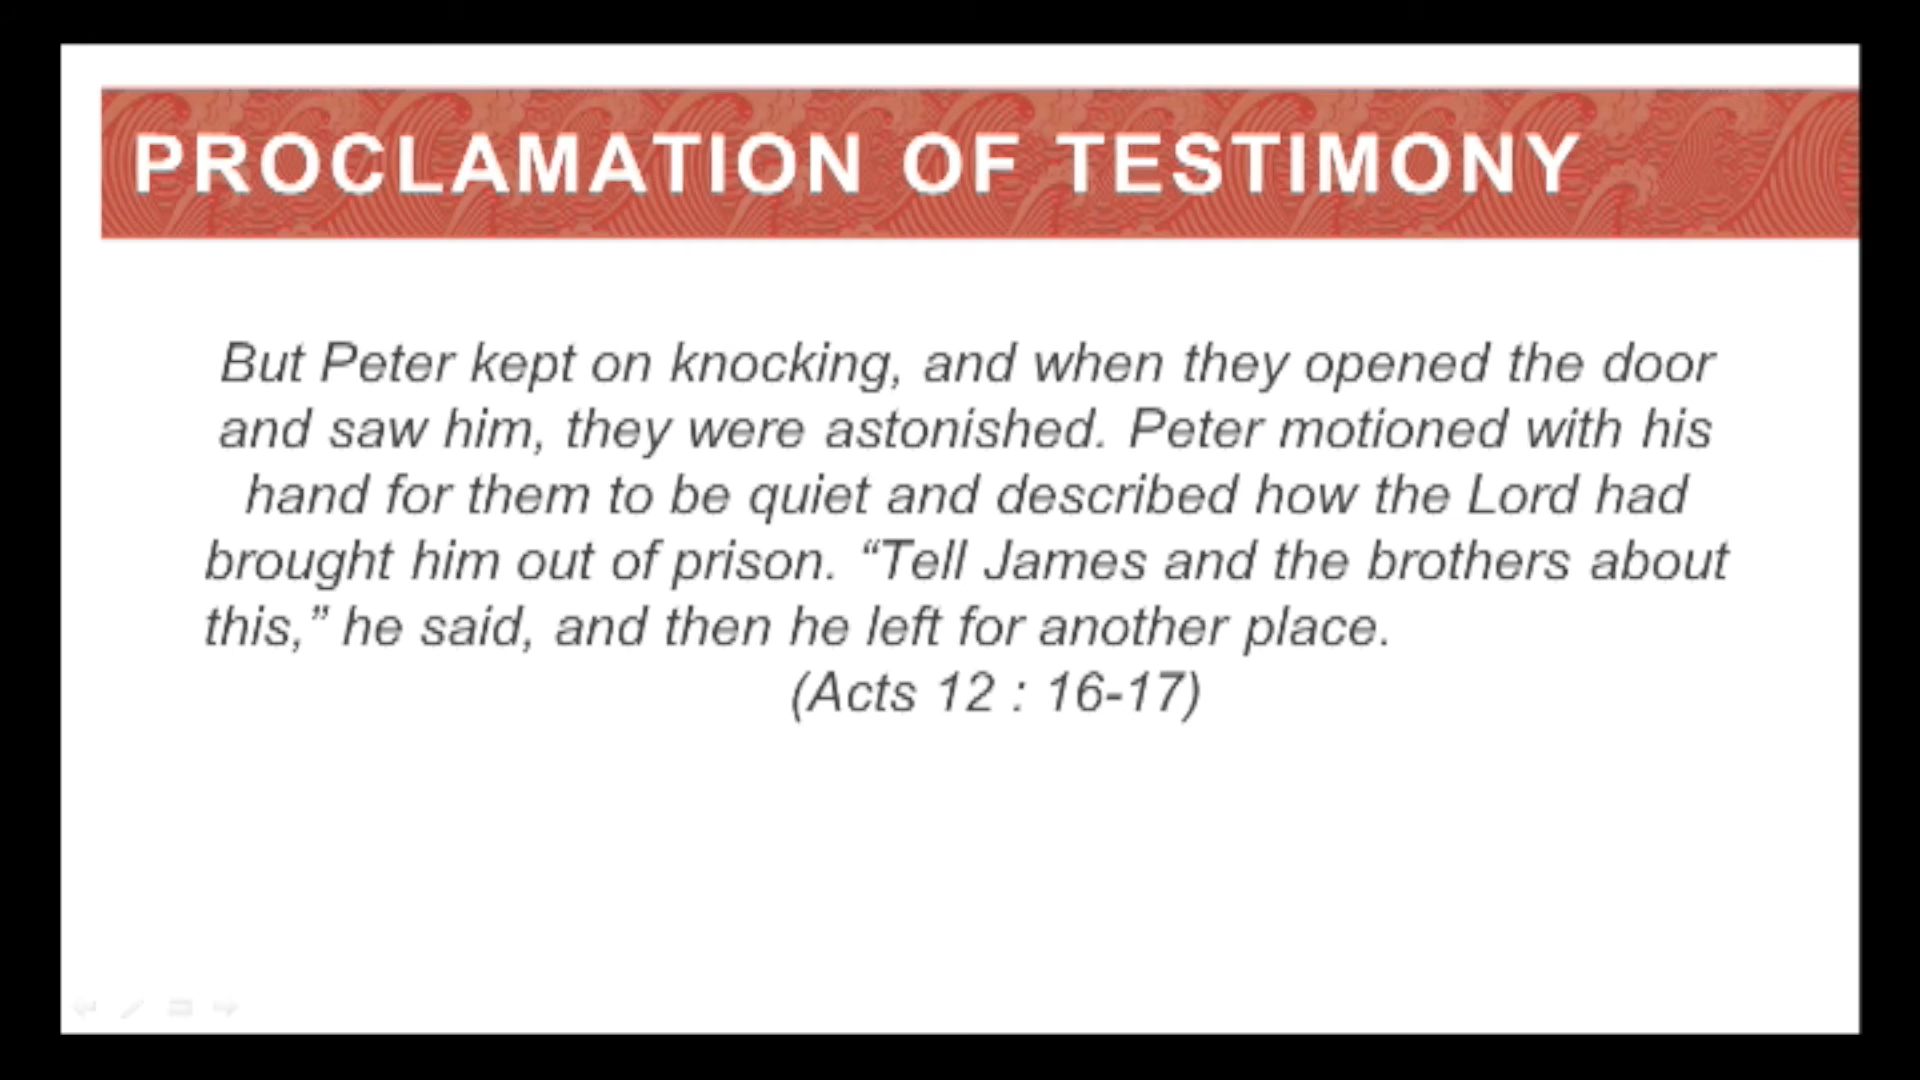 PROCLAMATION OF TESTIMONY
But Peter kept on knocking, and when they opened the door
and saw him, they were astonished. Peter motioned with his
hand for them to be quiet and described how the Lord had
brought him out of prison. “Tell James and the brothers about
this,” he said, and then he left for another place.
(Acts 12 : 16-17)